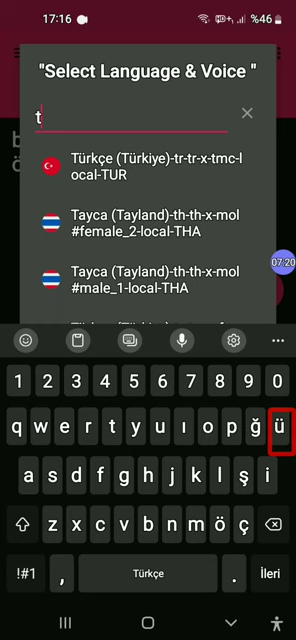 17:16
%46
"Select Language & Voice "
t
Türkçe (Türkiye)-tr-tr-x-tmc-l
ocal-TUR
Tayca (Tayland)-th-th-x-mol
#female_2-local-THA
07:20
Tayca (Tayland)-th-th-x-mol
#male_1-local-THA
1 2 3 4 5 6 7 8 9 0
q w e r t y u ı o p ğ ü
a s d f g h j k l ş i
z x c v b n m ö ç
!#1 , Türkçe . İleri